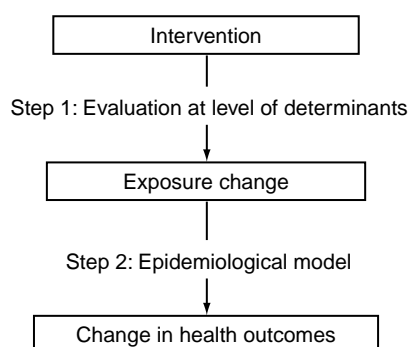 Intervention
Step 1: Evaluation at level of determinants
Exposure change
Step 2: Epidemiological model
Change in health outcomes